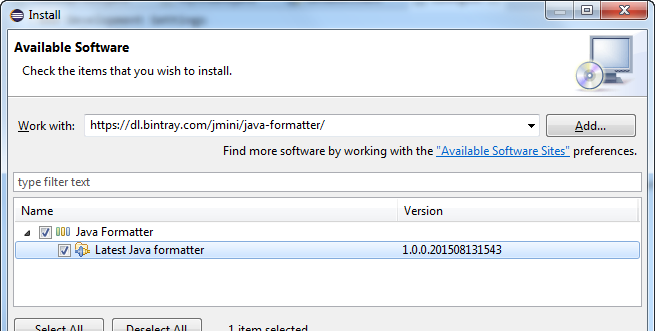 Install
Available Software
Check the items that you wish to install.
Work with: https://dl.bintray.com/jmini/java-formatter/ Add...
Find more software by working with the "Available Software Sites" preferences.
type filter text
Name Version
Java Formatter
Latest Java formatter 1.0.0.201508131543
Select All Deselect All 1 item selected